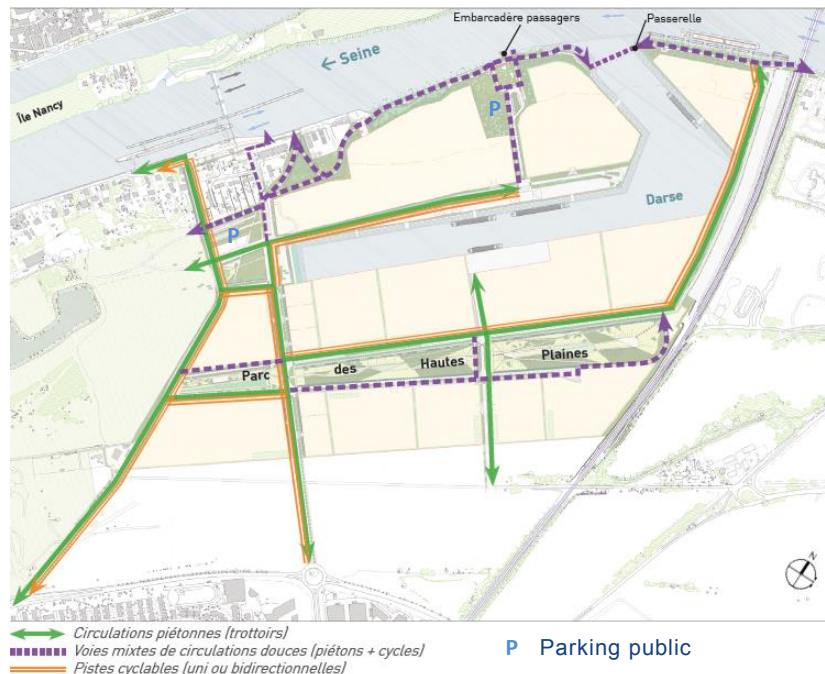 Embarcadère passagers
Passerelle
← Seine
Île Nancy
P
Darse
P
Parc des Hautes Plaines
N
Circulations piétonnes (trottoirs)
Voies mixtes de circulations douces (piétons + cycles)
P Parking public
Pistes cyclables (uni ou bidirectionnelles)